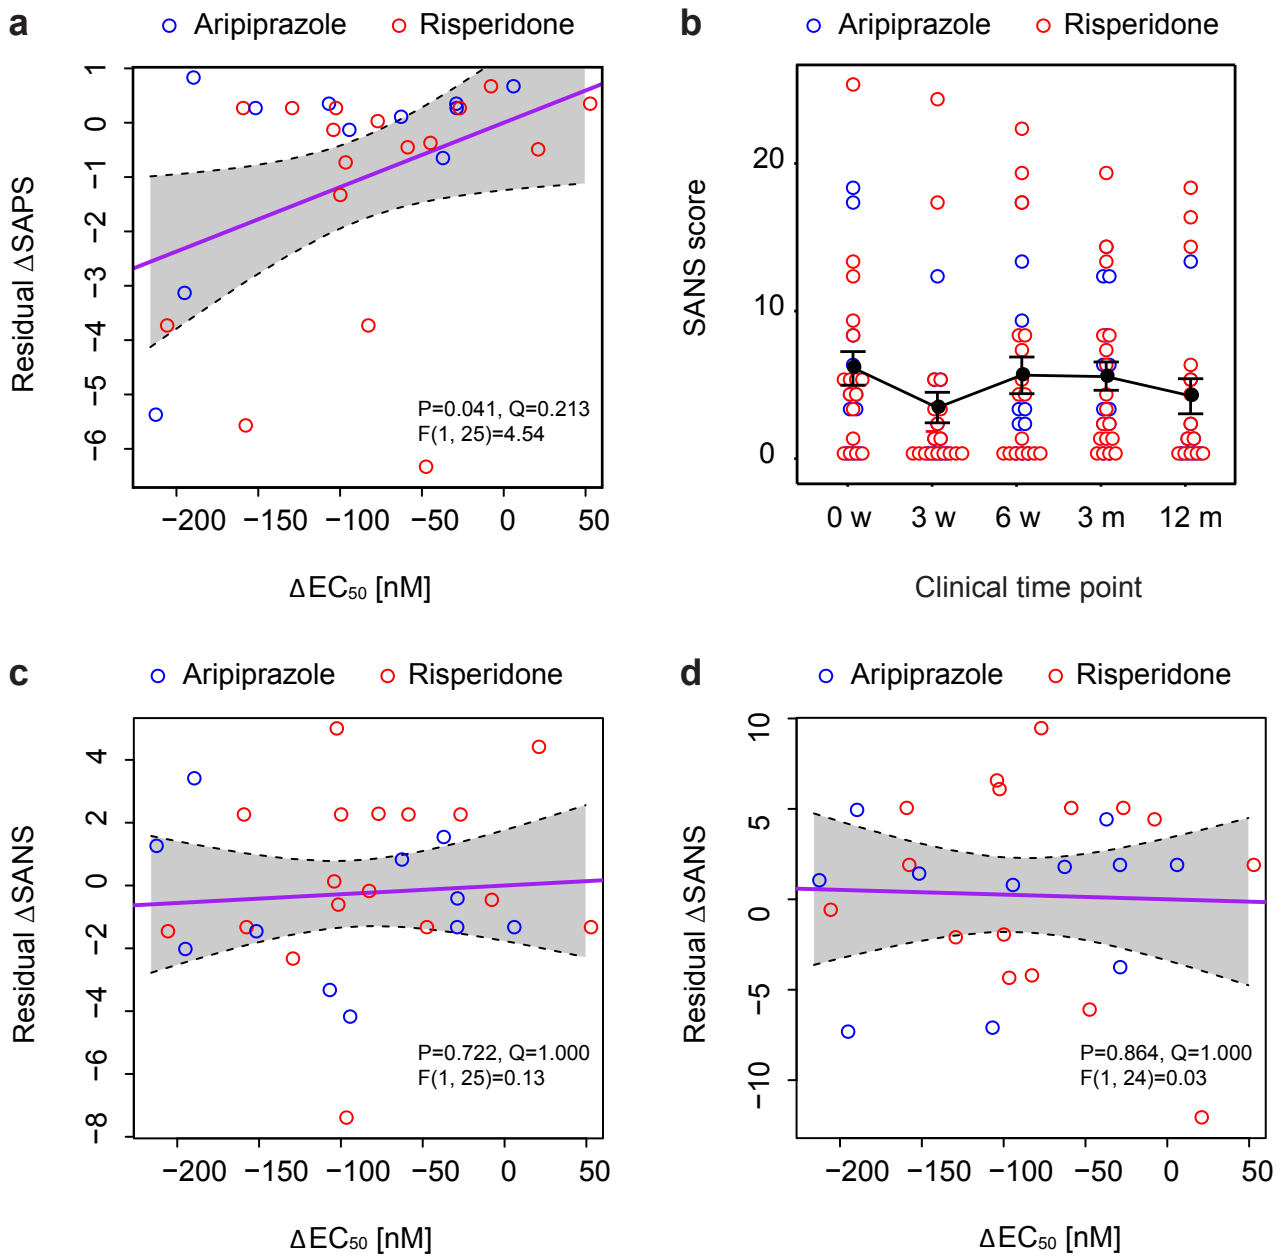 a
Aripiprazole
Risperidone
Residual ΔSAPS
1
0
−1
−2
−3
−4
−5
−6
P=0.041, Q=0.213
F(1, 25)=4.54
−200 −150 −100 −50 0 50
ΔEC₅₀ [nM]
b
Aripiprazole
Risperidone
SANS score
20
10
0
0 w 3 w 6 w 3 m 12 m
Clinical time point
c
Aripiprazole
Risperidone
Residual ΔSANS
4
2
0
−2
−4
−6
−8
P=0.722, Q=1.000
F(1, 25)=0.13
−200 −150 −100 −50 0 50
ΔEC₅₀ [nM]
d
Aripiprazole
Risperidone
Residual ΔSANS
10
5
0
−5
−10
P=0.864, Q=1.000
F(1, 24)=0.03
−200 −150 −100 −50 0 50
ΔEC₅₀ [nM]